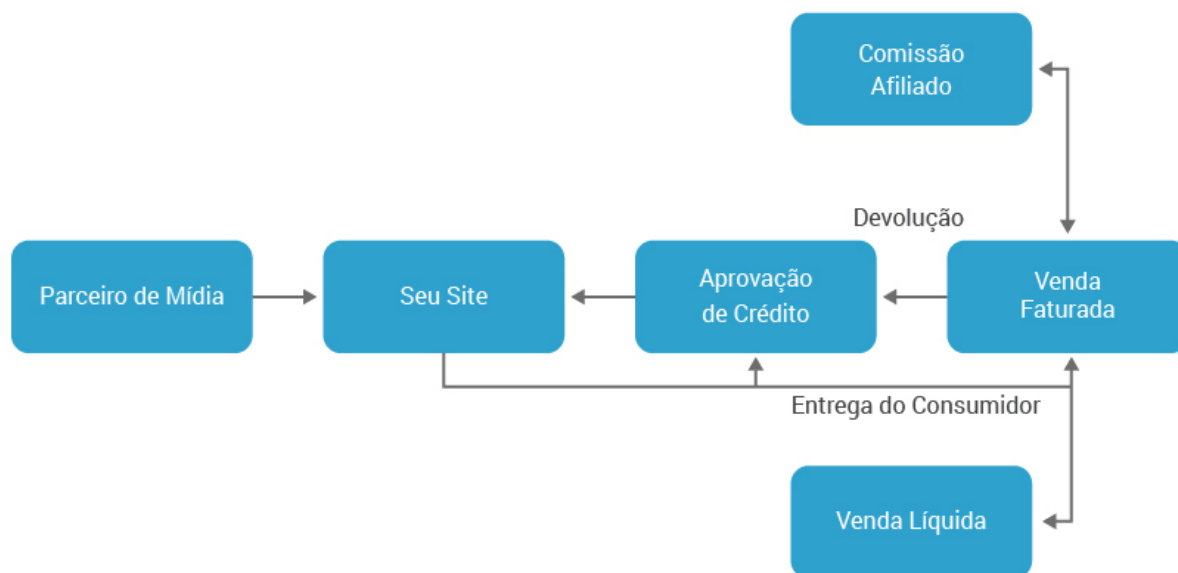 Comissão
Afiliado
Devolução
Parceiro de Mídia
Seu Site
Aprovação
de Crédito
Venda
Faturada
Entrega do Consumidor
Venda Líquida